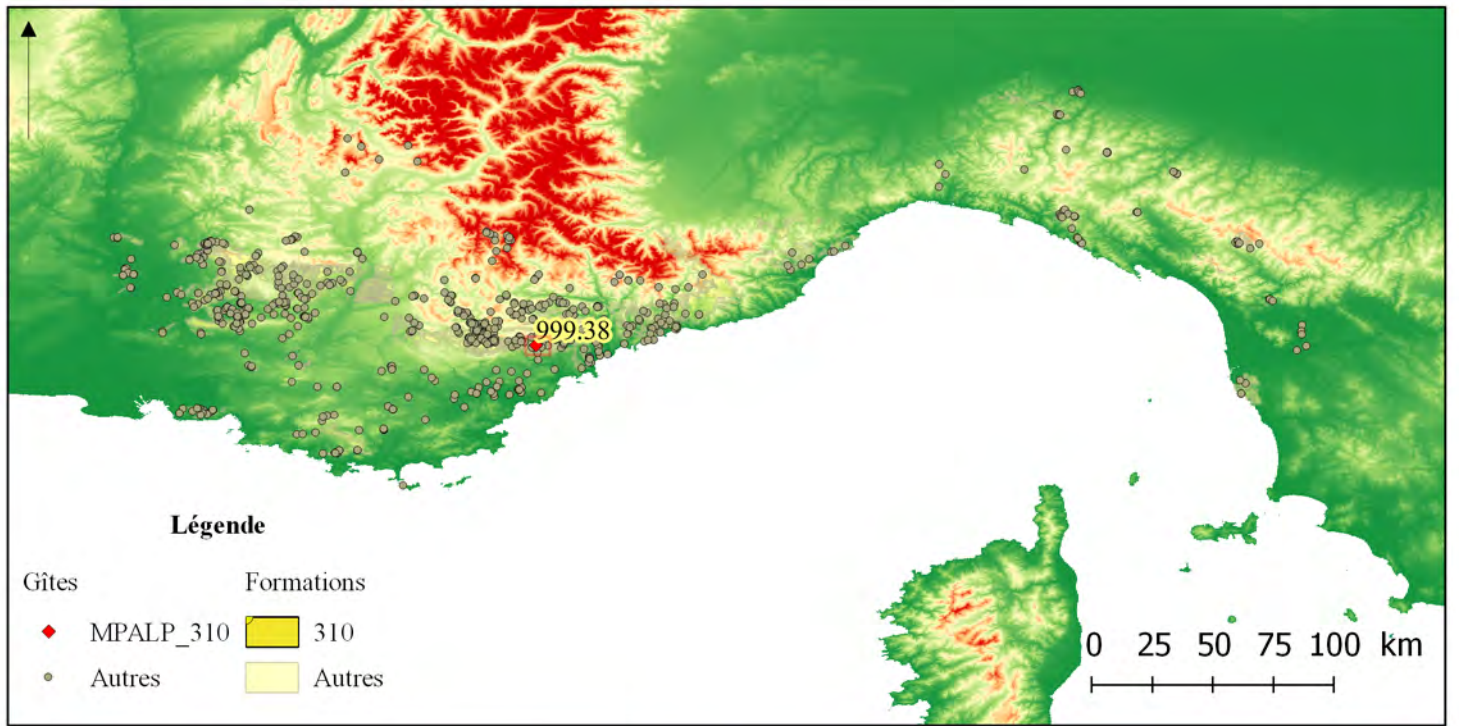 999.38
Légende
Gîtes Formations
MPALP_310 310
Autres Autres
0 25 50 75 100 km